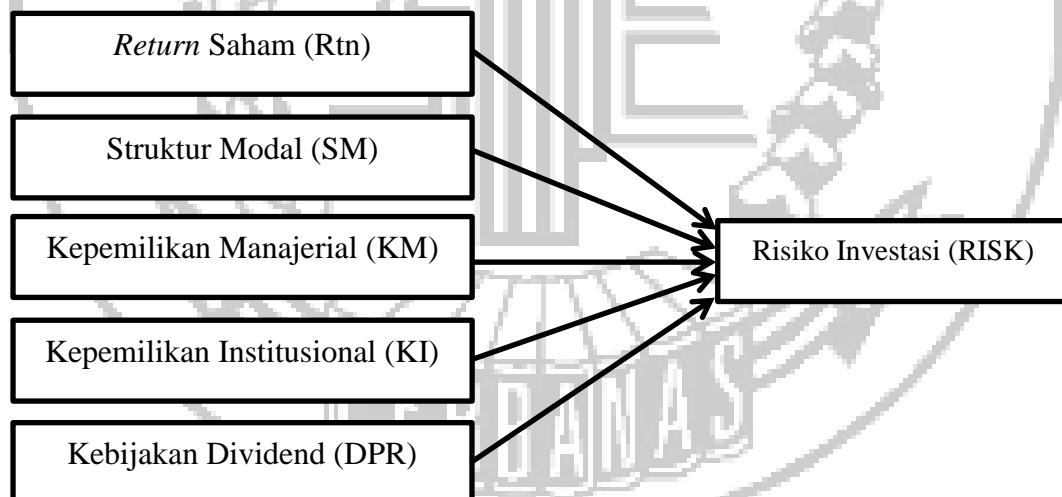 Return Saham (Rtn)
Struktur Modal (SM)
Kepemilikan Manajerial (KM)
Risiko Investasi (RISK)
Kepemilikan Institusional (KI)
Kebijakan Dividend (DPR)